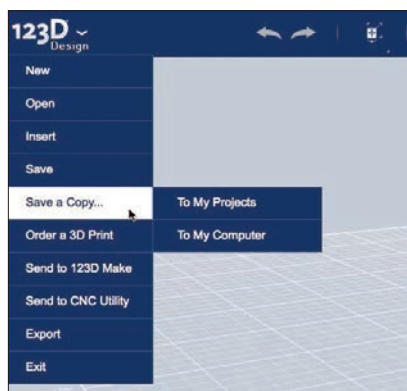 123D
Design
New
Open
Insert
Save
Save a Copy...
To My Projects
To My Computer
Order a 3D Print
Send to 123D Make
Send to CNC Utility
Export
Exit